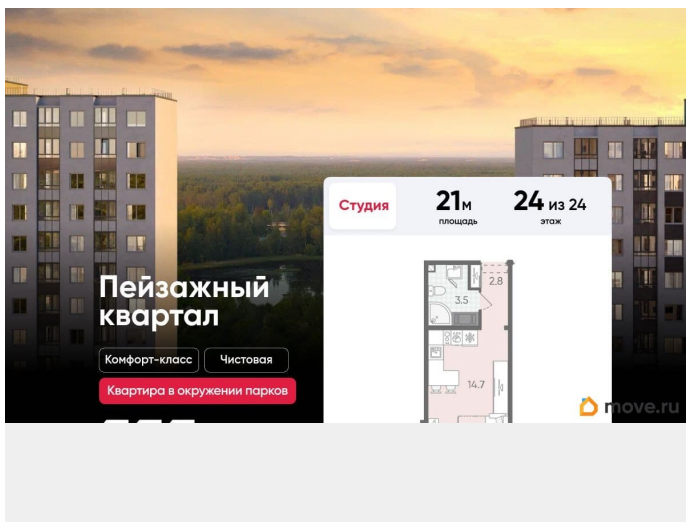 Студия
21м
площадь
24 из 24
этаж
2.8
3.5
14.7
Пейзажный
квартал
Комфорт-класс
Чистовая
Квартира в окружении парков
move.ru